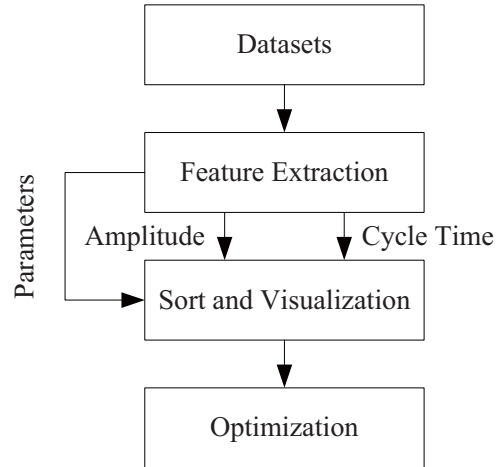 Datasets
Feature Extraction
Parameters
Amplitude
Cycle Time
Sort and Visualization
Optimization